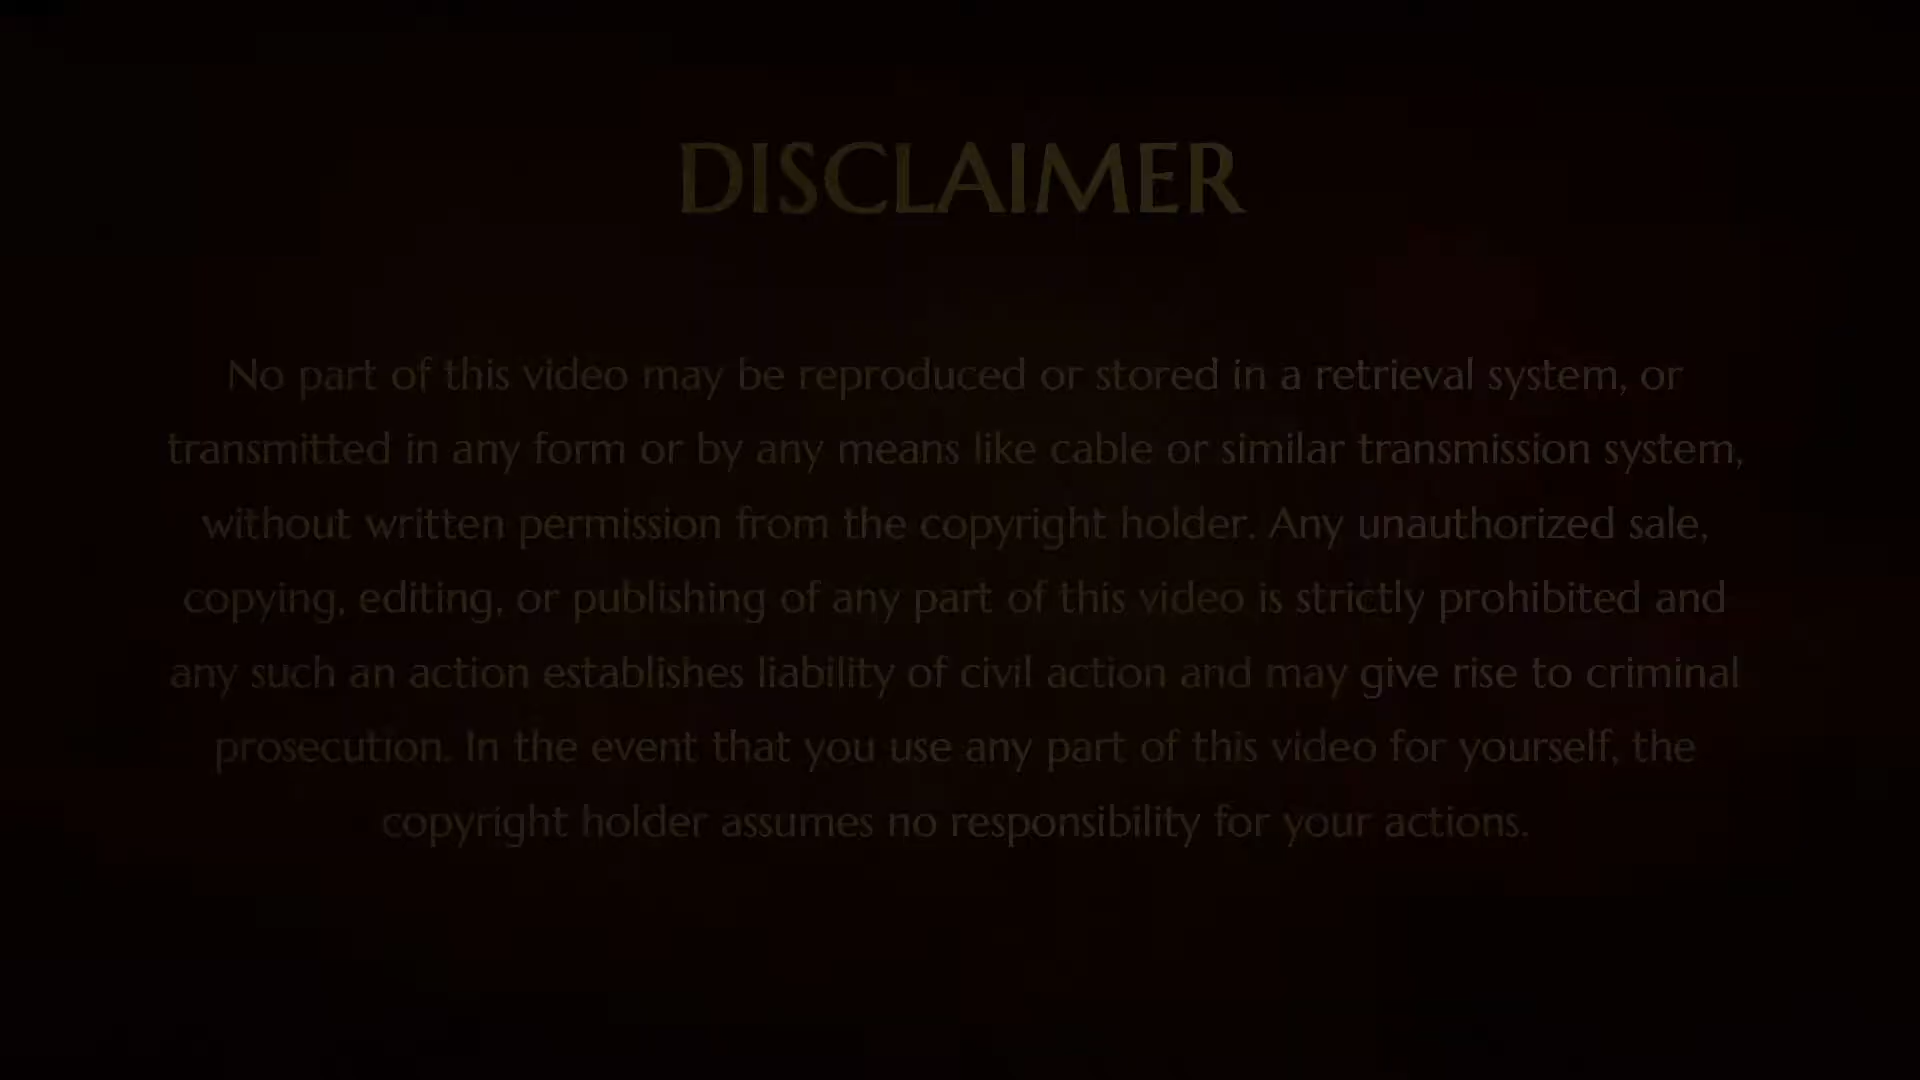 DISCLAIMER
No part of this video may be reproduced or stored in a retrieval system, or
transmitted in any form or by any means like cable or similar transmission system,
without written permission from the copyright holder. Any unauthorized sale,
copying, editing, or publishing of any part of this video is strictly prohibited and
any such an action establishes liability of civil action and may give rise to criminal
prosecution. In the event that you use any part of this video for yourself, the
copyright holder assumes no responsibility for your actions.